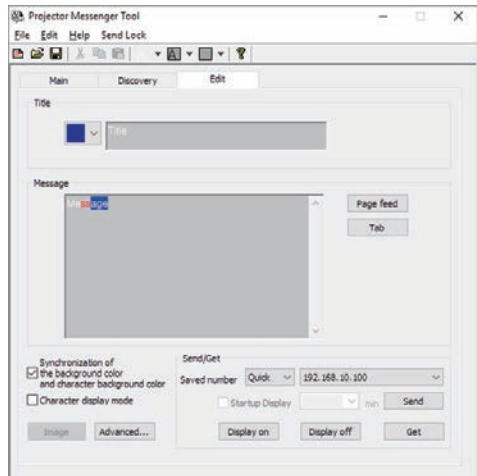 Projector Messenger Tool
File Edit Help Send Lock
A ?
Main Discovery Edit
Title
Title
Message
Message
Page feed
Tab
Synchronization of
the background color
and character background color
Character display mode
Image Advanced...
Send/Get
Saved number Quick 192.168.10.100
Startup Display min Send
Display on Display off Get